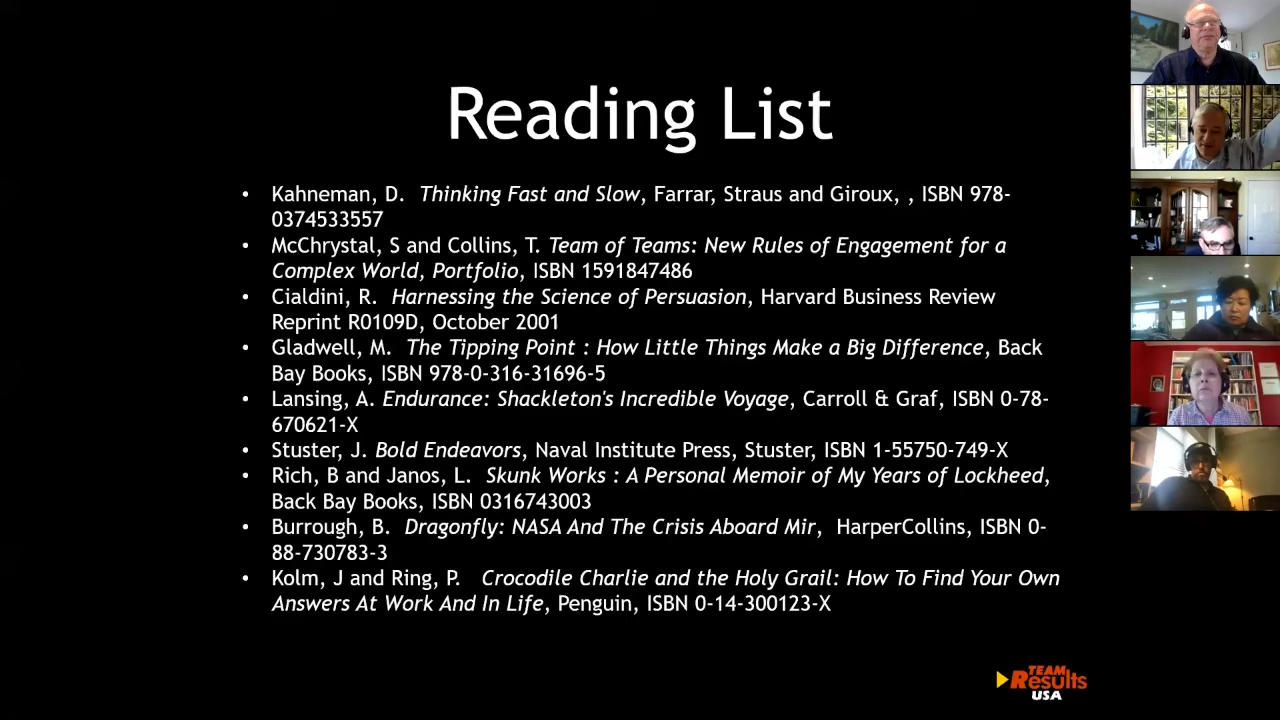 Reading List
• Kahneman, D. Thinking Fast and Slow, Farrar, Straus and Giroux, , ISBN 978-
0374533557
• McChrystal, S and Collins, T. Team of Teams: New Rules of Engagement for a
Complex World, Portfolio, ISBN 1591847486
• Cialdini, R. Harnessing the Science of Persuasion, Harvard Business Review
Reprint R0109D, October 2001
• Gladwell, M. The Tipping Point : How Little Things Make a Big Difference, Back
Bay Books, ISBN 978-0-316-31696-5
• Lansing, A. Endurance: Shackleton's Incredible Voyage, Carroll & Graf, ISBN 0-78-
670621-X
• Stuster, J. Bold Endeavors, Naval Institute Press, Stuster, ISBN 1-55750-749-X
• Rich, B and Janos, L. Skunk Works : A Personal Memoir of My Years of Lockheed,
Back Bay Books, ISBN 0316743003
• Burrough, B. Dragonfly: NASA And The Crisis Aboard Mir, HarperCollins, ISBN 0-
88-730783-3
• Kolm, J and Ring, P. Crocodile Charlie and the Holy Grail: How To Find Your Own
Answers At Work And In Life, Penguin, ISBN 0-14-300123-X
TEAM
Results
USA